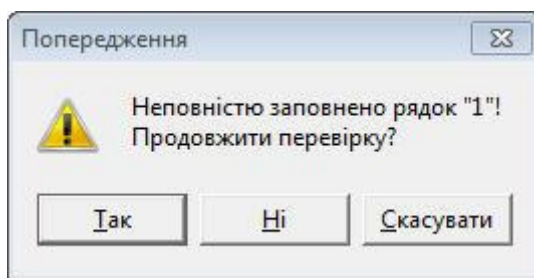 Попередження
Неповністю заповнено рядок "1"!
Продовжити перевірку?
Так
Ні
Скасувати